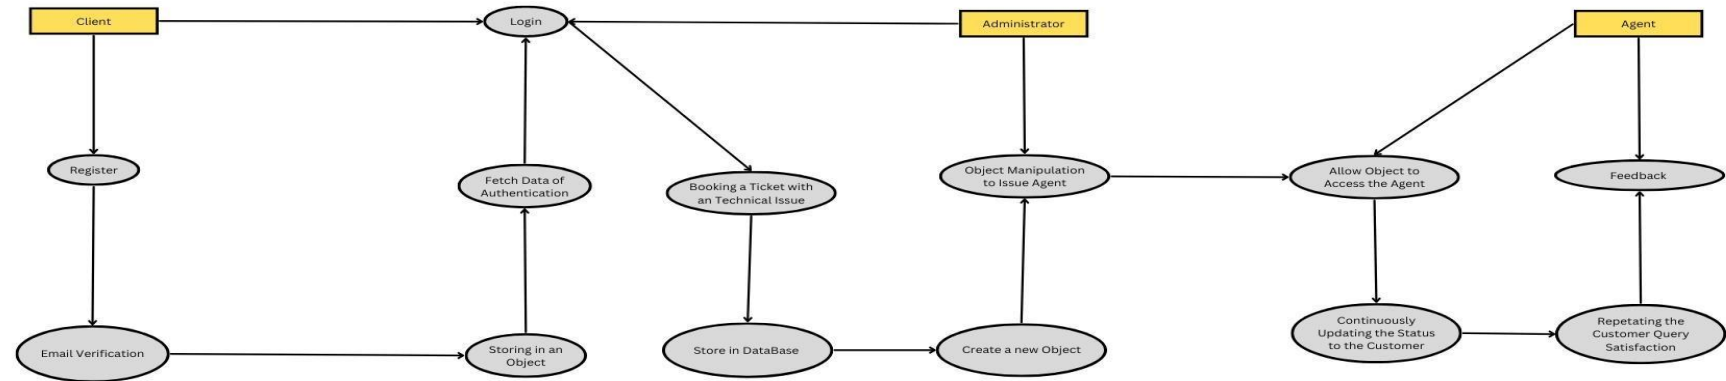 Client
Login
Administrator
Agent
Register
Fetch Data of
Authentication
Booking a Ticket with
an Technical Issue
Object Manipulation
to Issue Agent
Allow Object to
Access the Agent
Feedback
Email Verification
Storing in an
Object
Store in DataBase
Create a new Object
Continuously
Updating the Status
to the Customer
Repetating the
Customer Query
Satisfaction